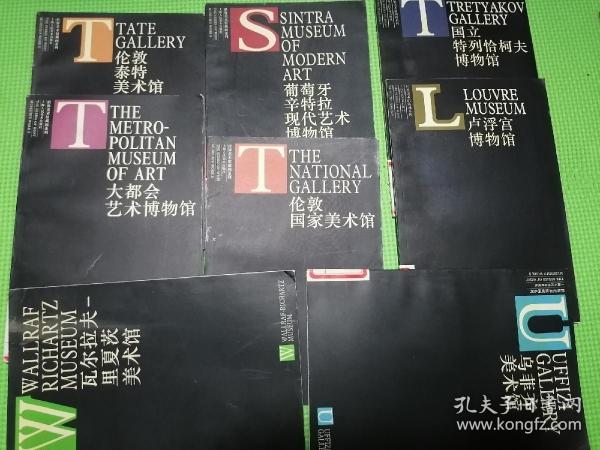 T
TATE
GALLERY
伦敦
泰特
美术馆
S
SINTRA
MUSEUM
OF
MODERN
ART
葡萄牙
辛特拉
现代艺术
博物馆
T
TRETYAKOV
GALLERY
国立
特列恰柯夫
博物馆
T
THE
METRO-
POLITAN
MUSEUM
OF ART
大都会
艺术博物馆
T
THE
NATIONAL
GALLERY
伦敦
国家美术馆
L
LOUVRE
MUSEUM
卢浮宫
博物馆
W
WALLRAF
RICHARTZ
MUSEUM
瓦尔拉夫-
里夏茨
美术馆
W
WALLRAF-RICHARTZ
MUSEUM
U
UFFIZI
GALLERY
乌菲齐
美术馆
U
UFFIZI
孔夫子旧书网
www.kongfz.com